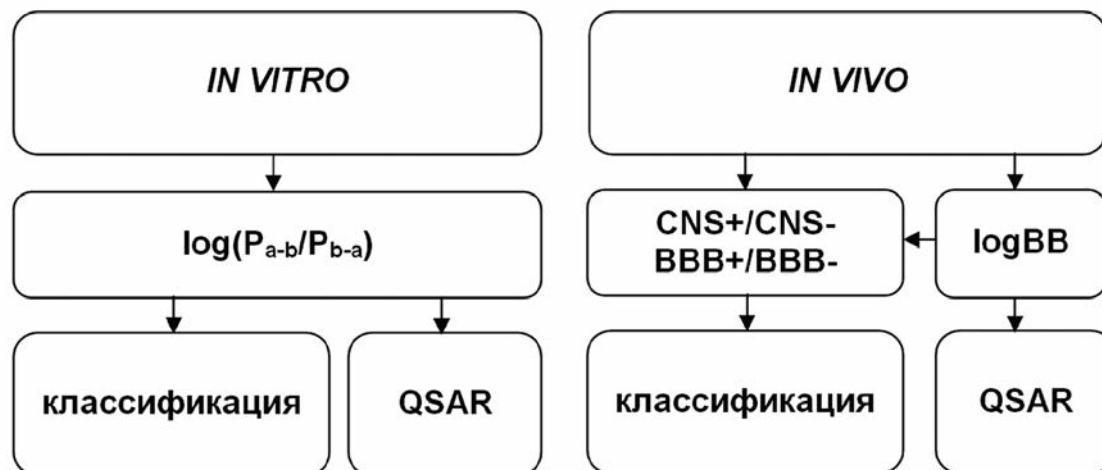 IN VITRO
IN VIVO
log(Pa-b/Pb-a)
CNS+/CNS-
BBB+/BBB-
logBB
классификация
QSAR
классификация
QSAR